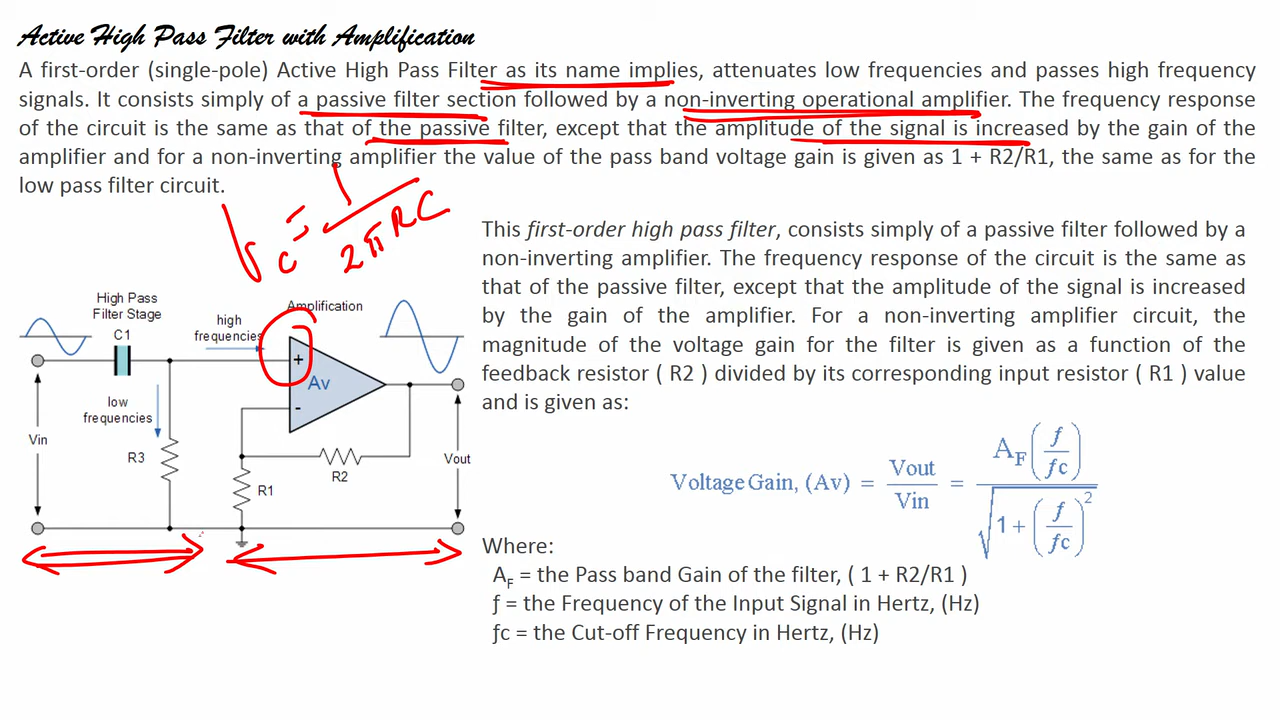 Active High Pass Filter with Amplification
A first-order (single-pole) Active High Pass Filter as its name implies, attenuates low frequencies and passes high frequency
signals. It consists simply of a passive filter section followed by a non-inverting operational amplifier. The frequency response
of the circuit is the same as that of the passive filter, except that the amplitude of the signal is increased by the gain of the
amplifier and for a non-inverting amplifier the value of the pass band voltage gain is given as 1 + R2/R1, the same as for the
low pass filter circuit.
fc = 1/2πRC
This first-order high pass filter, consists simply of a passive filter followed by a
non-inverting amplifier. The frequency response of the circuit is the same as
that of the passive filter, except that the amplitude of the signal is increased
by the gain of the amplifier. For a non-inverting amplifier circuit, the
magnitude of the voltage gain for the filter is given as a function of the
feedback resistor ( R2 ) divided by its corresponding input resistor ( R1 ) value
and is given as:
High Pass
Filter Stage
C1
high
frequencies
Amplification
+
Av
-
low
frequencies
Vin
R3
R1
R2
Vout
Voltage Gain, (Av) = Vout/Vin = A_F(f/fc) / √(1 + (f/fc)²)
Where:
A_F = the Pass band Gain of the filter, ( 1 + R2/R1 )
ƒ = the Frequency of the Input Signal in Hertz, (Hz)
ƒc = the Cut-off Frequency in Hertz, (Hz)